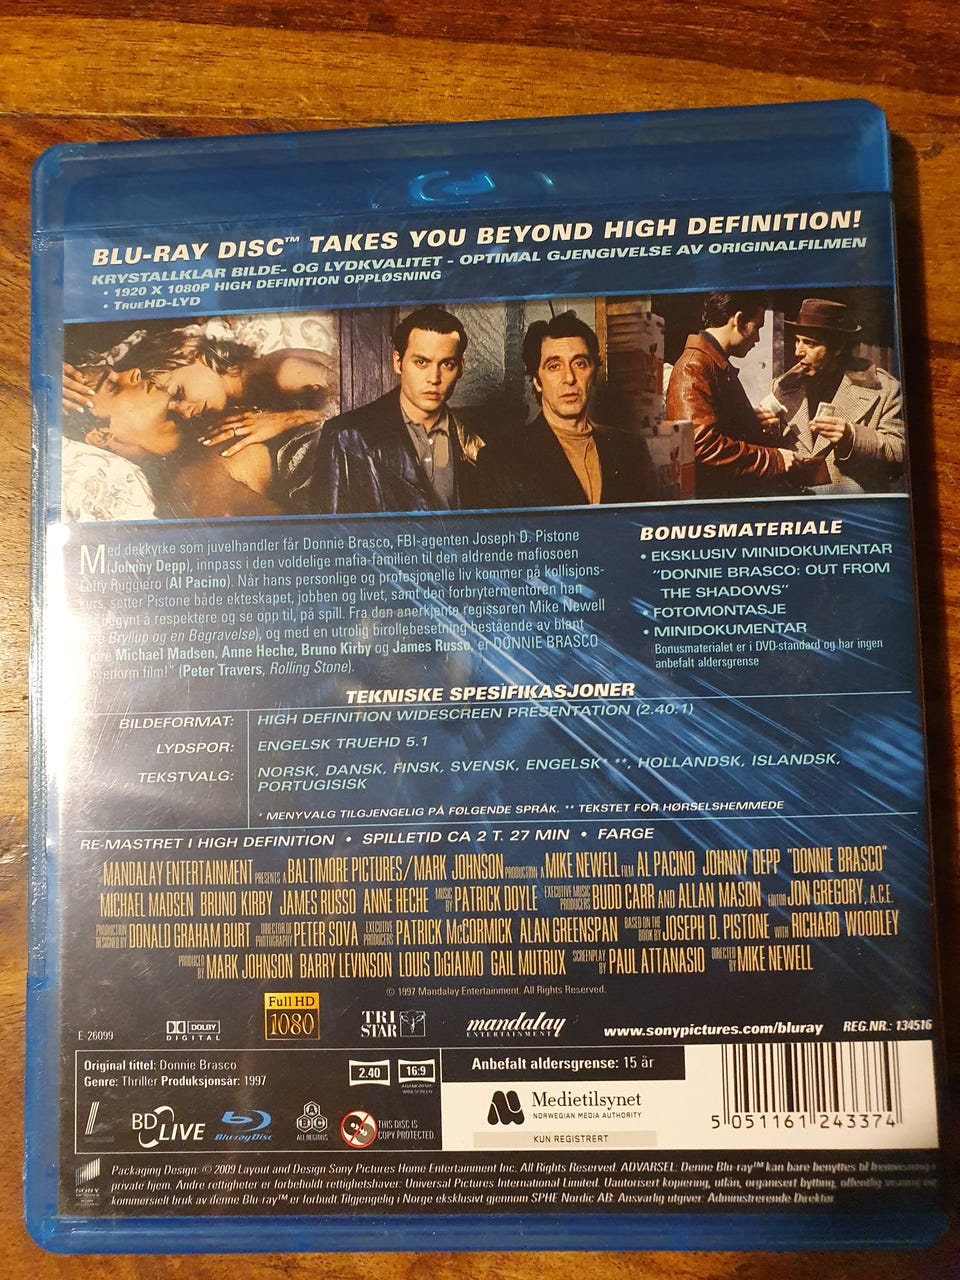 BLU-RAY DISC™ TAKES YOU BEYOND HIGH DEFINITION!
KRYSTALLKLAR BILDE- OG LYDKVALITET - OPTIMAL GJENGIVELSE AV ORIGINALFILMEN
• 1920 X 1080P HIGH DEFINITION OPPLØSNING
• TRUEHD-LYD
Med dekkyrke som juvelhandler får Donnie Brasco, FBI-agenten Joseph D. Pistone
(Johnny Depp), innpass i den voldelige mafia-familien til den aldrende mafiosoen
Lefty Ruggiero (Al Pacino). Når hans personlige og profesjonelle liv kommer på kollisjons-
kurs, setter Pistone både ekteskapet, jobben og livet, samt den forbrytermentoren han
begynt å respektere og se opp til, på spill. Fra den anerkjente regissøren Mike Newell
Bryllup og en Begravelse), og med en utrolig birollebesetning bestående av blant
Michael Madsen, Anne Heche, Bruno Kirby og James Russo, er DONNIE BRASCO
film!" (Peter Travers, Rolling Stone).
BONUSMATERIALE
• EKSKLUSIV MINIDOKUMENTAR
"DONNIE BRASCO: OUT FROM
THE SHADOWS"
• FOTOMONTASJE
• MINIDOKUMENTAR
Bonusmaterialet er i DVD-standard og har ingen
anbefalt aldersgrense
TEKNISKE SPESIFIKASJONER
BILDEFORMAT: HIGH DEFINITION WIDESCREEN PRESENTATION (2.40:1)
LYDSPOR: ENGELSK TRUEHD 5.1
TEKSTVALG: NORSK, DANSK, FINSK, SVENSK, ENGELSK* **, HOLLANDSK, ISLANDSK,
PORTUGISISK
* MENYVALG TILGJENGELIG PÅ FØLGENDE SPRÅK. ** TEKSTET FOR HØRSELSHEMMEDE
RE-MASTRET I HIGH DEFINITION • SPILLETID CA 2 T. 27 MIN • FARGE
MANDALAY ENTERTAINMENT PRESENTS A BALTIMORE PICTURES/MARK JOHNSON PRODUCTION A MIKE NEWELL FILM AL PACINO JOHNNY DEPP "DONNIE BRASCO"
MICHAEL MADSEN BRUNO KIRBY JAMES RUSSO ANNE HECHE MUSIC BY PATRICK DOYLE EXECUTIVE MUSIC PRODUCERS BUDD CARR AND ALLAN MASON EDITOR JON GREGORY, A.C.E.
PRODUCTION DESIGNED BY DONALD GRAHAM BURT DIRECTOR OF PHOTOGRAPHY PETER SOVA EXECUTIVE PRODUCERS PATRICK McCORMICK ALAN GREENSPAN BASED ON THE BOOK BY JOSEPH D. PISTONE WITH RICHARD WOODLEY
PRODUCED BY MARK JOHNSON BARRY LEVINSON LOUIS DiGIAIMO GAIL MUTRUX SCREENPLAY BY PAUL ATTANASIO DIRECTED BY MIKE NEWELL
© 1997 Mandalay Entertainment. All Rights Reserved.
E-26099
DOLBY
DIGITAL
Full HD
1080
TRI
STAR
mandalay
ENTERTAINMENT
www.sonypictures.com/bluray
REG.NR.: 134516
Original tittel: Donnie Brasco
Genre: Thriller Produksjonsår: 1997
2.40
16:9
ANAMORPHIC
WIDESCREEN
BD LIVE
Blu-ray Disc
A
B C
ALL REGIONS
THIS DISC IS
COPY PROTECTED.
Anbefalt aldersgrense: 15 år
Medietilsynet
NORWEGIAN MEDIA AUTHORITY
KUN REGISTRERT
5 051161 243374
SONY
Packaging Design: © 2009 Layout and Design Sony Pictures Home Entertainment Inc. All Rights Reserved. ADVARSEL: Denne Blu-ray™ kan bare benyttes til fremvisning i
private hjem. Andre rettigheter er forbeholdt rettighetshaver: Universal Pictures International Limited. Uautorisert kopiering, utlån, organisert bytting, offentlig visning og
kommersiell bruk av denne Blu-ray™ er forbudt Tilgjengelig i Norge eksklusivt gjennom SPHE Nordic AB: Ansvarlig utgiver: Administrerende Direktør